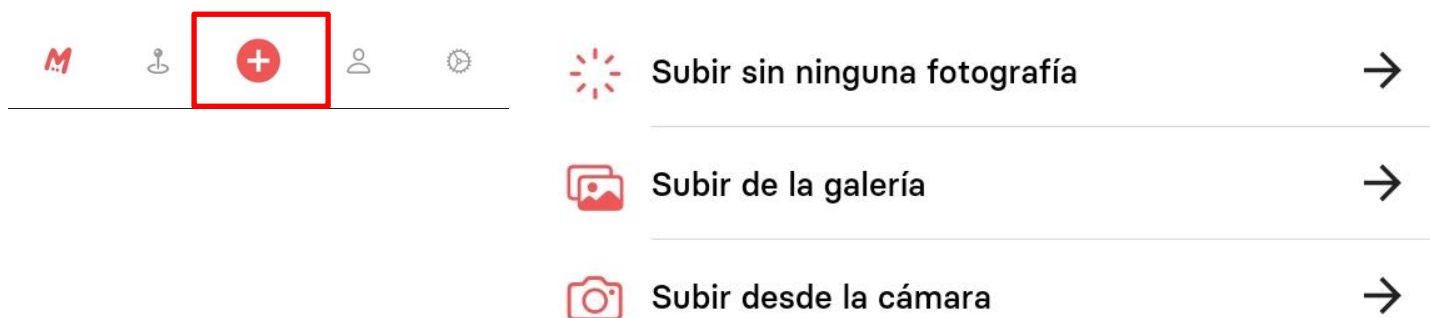 M
Subir sin ninguna fotografía
Subir de la galería
Subir desde la cámara